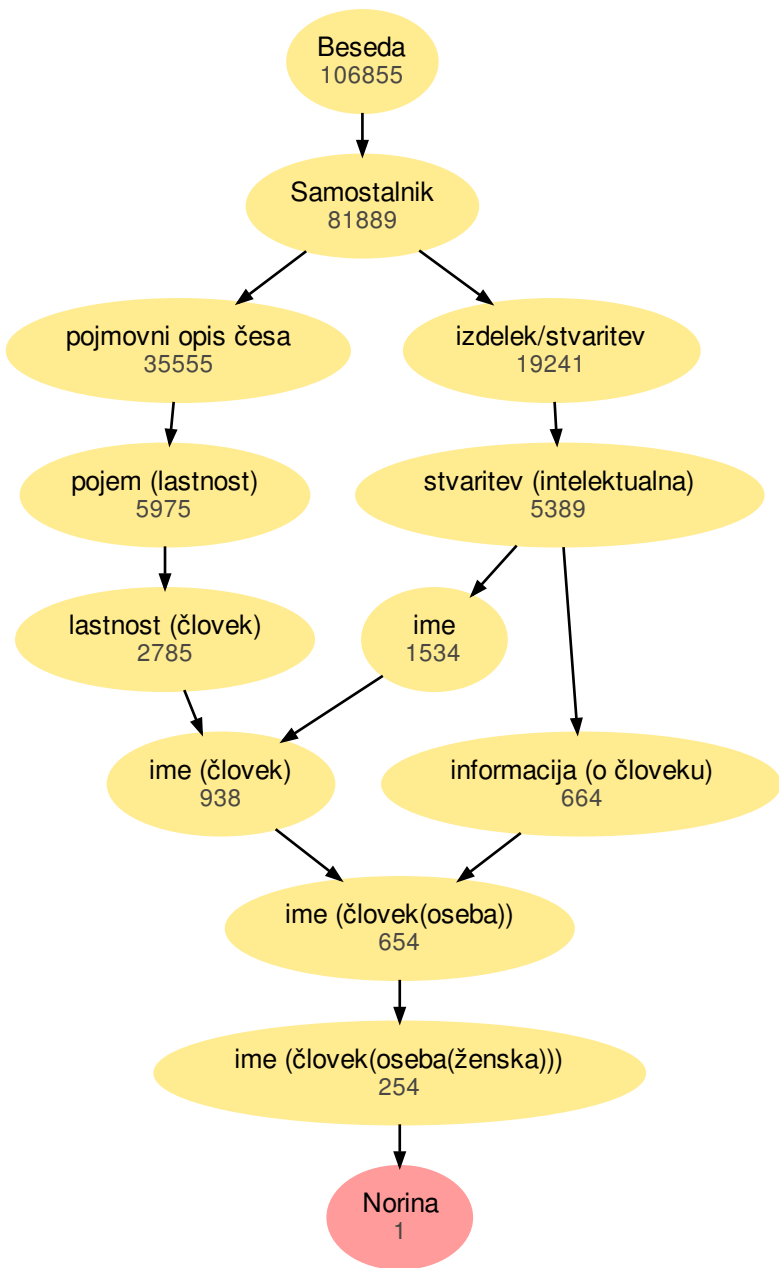 Beseda
106855
Samostalnik
81889
pojmovni opis česa
35555
izdelek/stvaritev
19241
pojem (lastnost)
5975
stvaritev (intelektualna)
5389
lastnost (človek)
2785
ime
1534
ime (človek)
938
informacija (o človeku)
664
ime (človek(oseba))
654
ime (človek(oseba(ženska)))
254
Norina
1